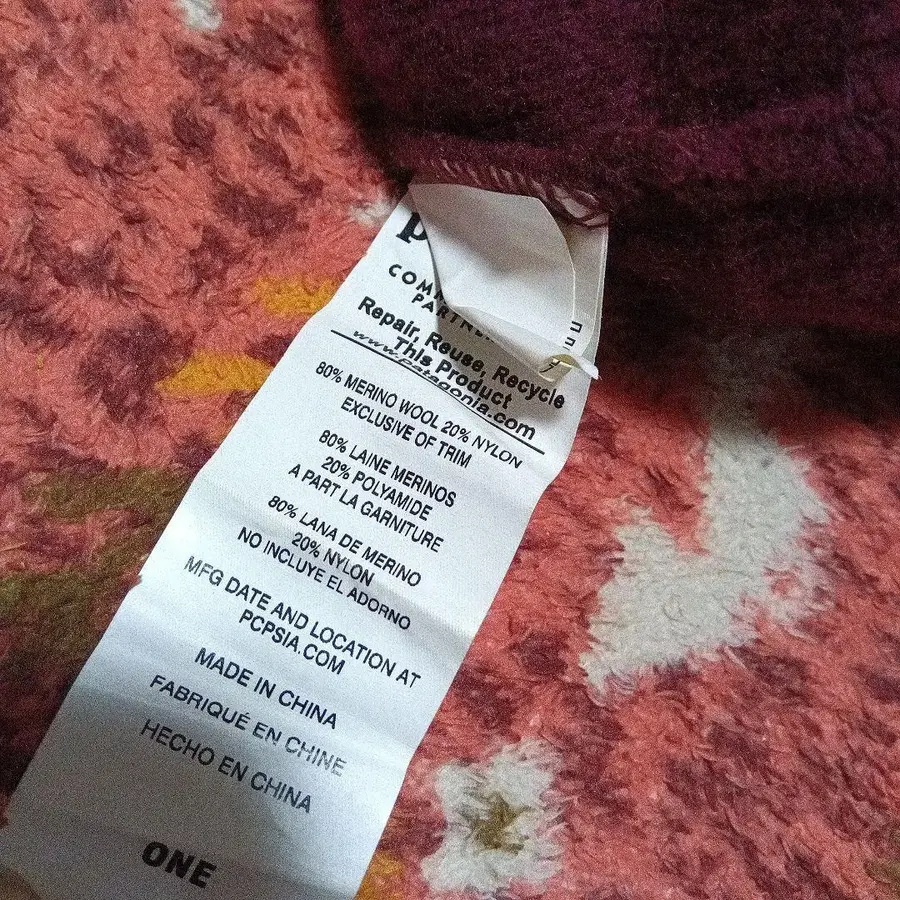 Repair, Reuse, Recycle
This Product
www.patagonia.com
80% MERINO WOOL 20% NYLON
EXCLUSIVE OF TRIM
80% LAINE MERINOS
20% POLYAMIDE
A PART LA GARNITURE
80% LANA DE MERINO
20% NYLON
NO INCLUYE EL ADORNO
MFG DATE AND LOCATION AT
PCPSIA.COM
MADE IN CHINA
FABRIQUÉ EN CHINE
HECHO EN CHINA
ONE